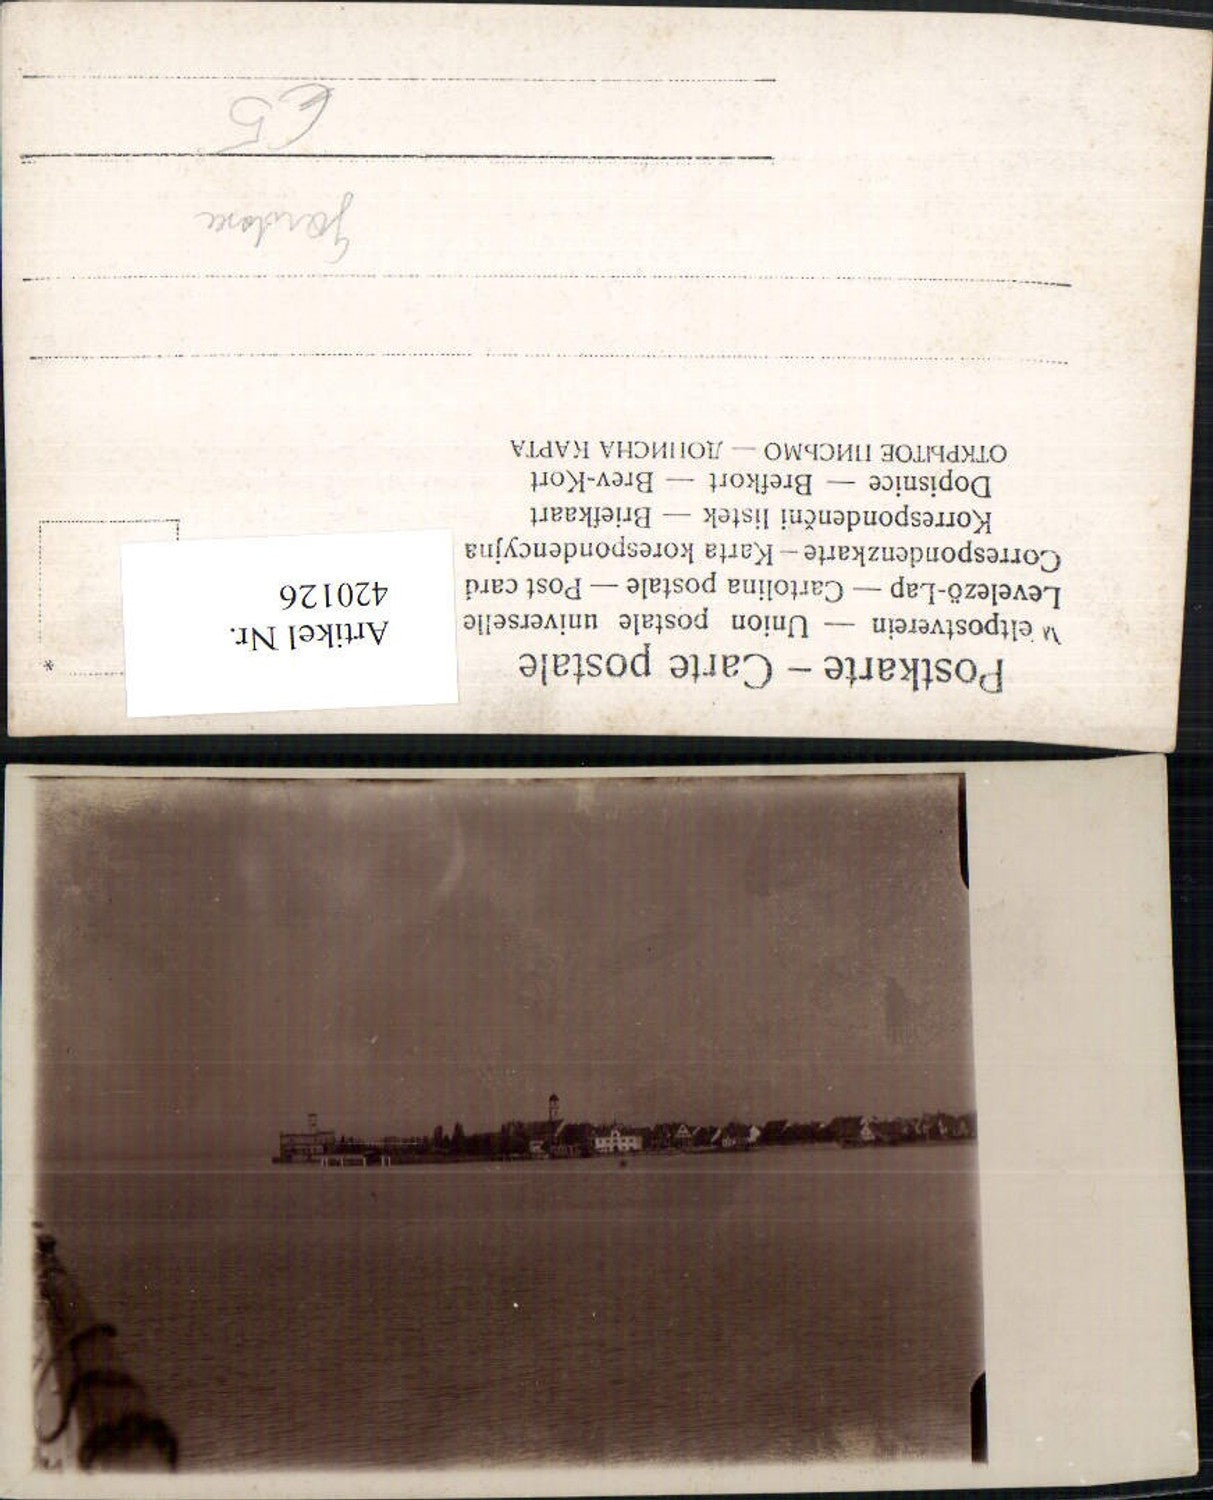 Postkarte – Carte postale
Weltpostverein — Union postale universelle
Levelező-Lap — Cartolina postale — Post card
Correspondenzkarte – Karta korespondencyjna
Korrespondenční lístek — Briefkaart
Dopisnice — Brefkort — Brev-Kort
ОТКРЫТОЕ ПИСЬМО — ДОПИСНА КАРТА
Artikel Nr.
420126
*
€5